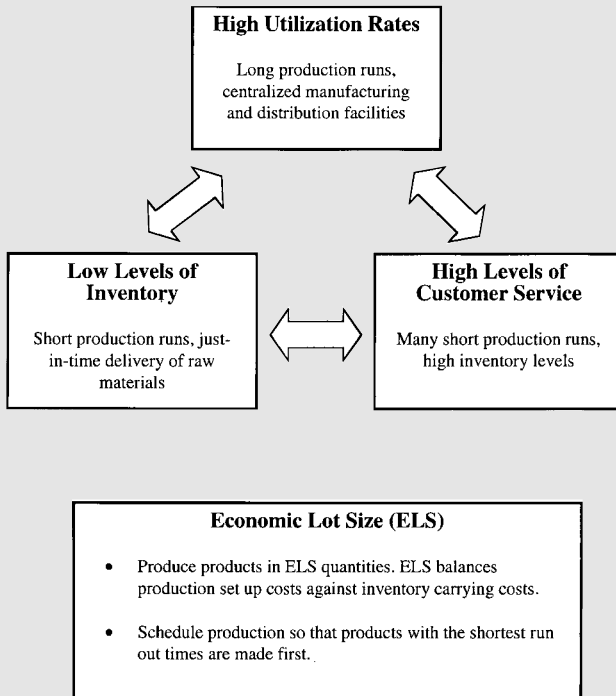 High Utilization Rates
Long production runs,
centralized manufacturing
and distribution facilities
Low Levels of
Inventory
Short production runs, just-
in-time delivery of raw
materials
High Levels of
Customer Service
Many short production runs,
high inventory levels
Economic Lot Size (ELS)
• Produce products in ELS quantities. ELS balances
production set up costs against inventory carrying costs.
• Schedule production so that products with the shortest run
out times are made first.